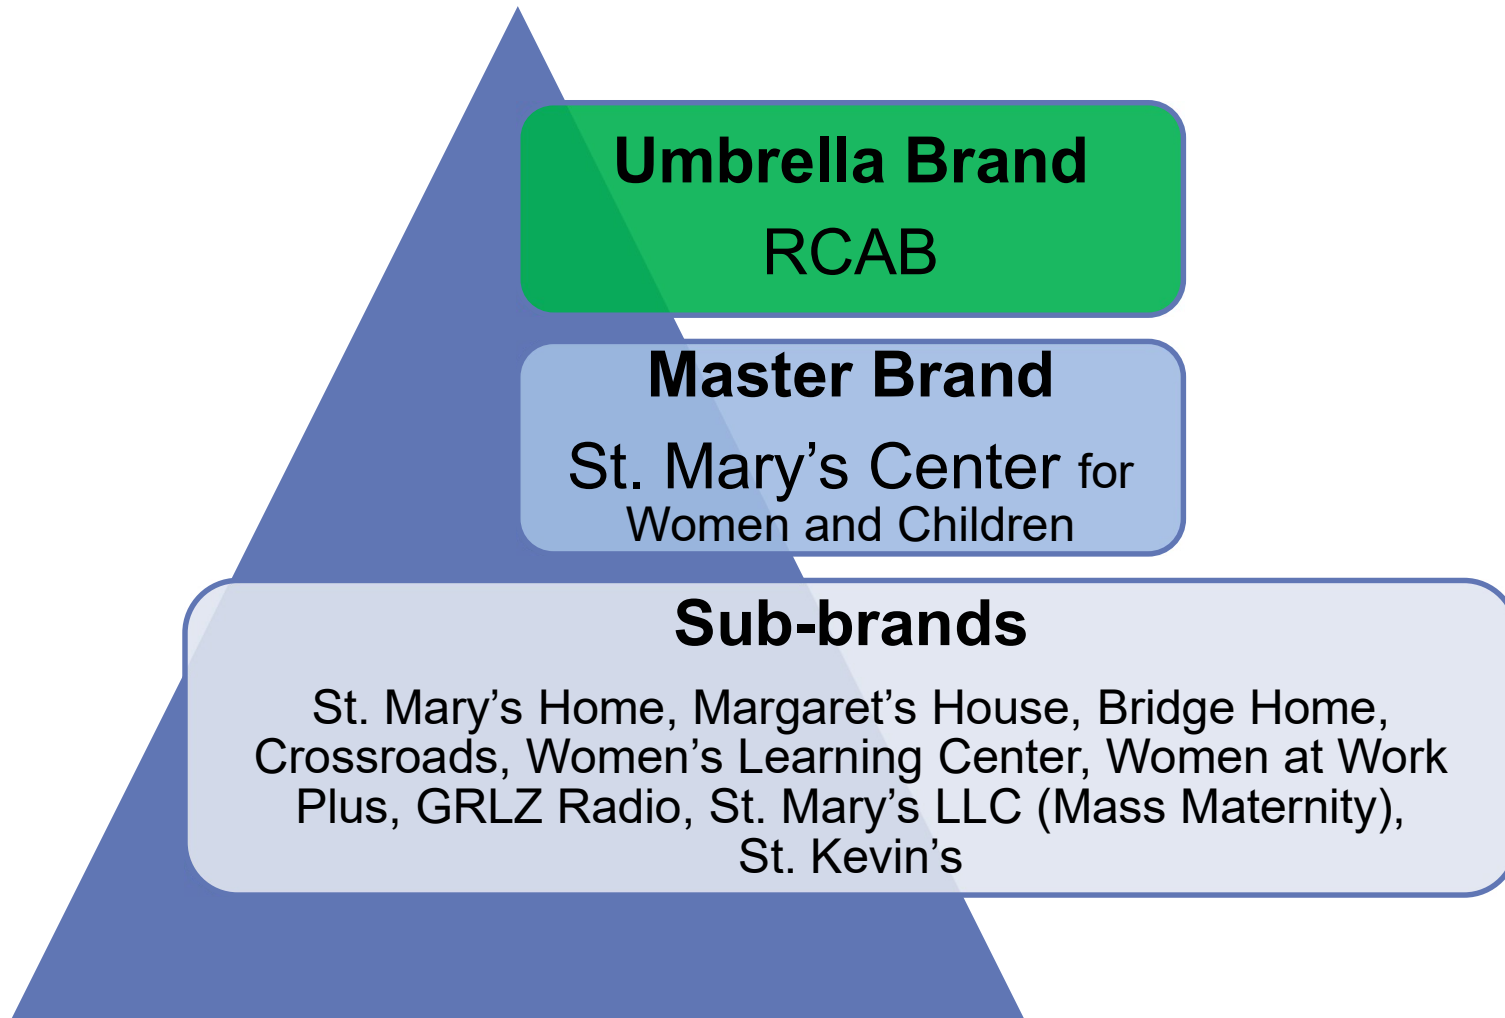 Umbrella Brand
RCAB
Master Brand
St. Mary’s Center for
Women and Children
Sub-brands
St. Mary’s Home, Margaret’s House, Bridge Home,
Crossroads, Women’s Learning Center, Women at Work
Plus, GRLZ Radio, St. Mary’s LLC (Mass Maternity),
St. Kevin’s